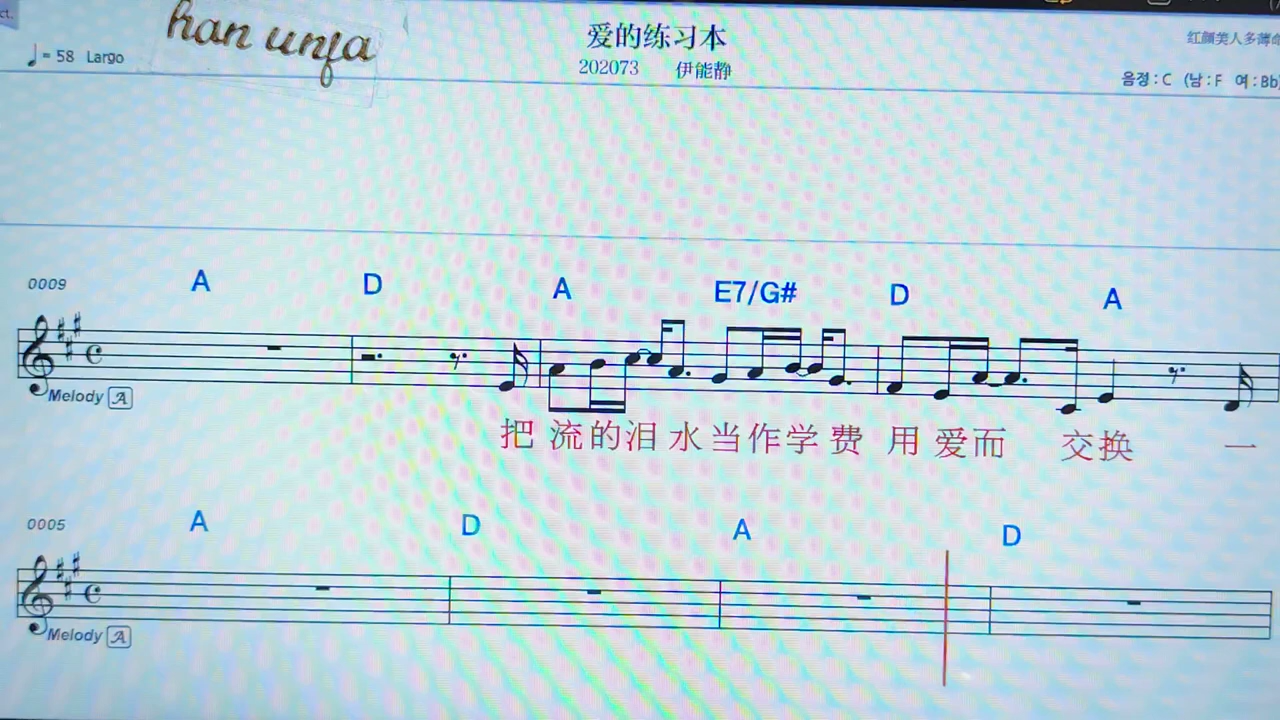 ct.
han unfa
♩= 58 Largo
爱的练习本
202073 伊能静
红颜美人多薄命
음정 : C (남 : F 여 : Bb)
0009
A D A E7/G# D A
Melody A
把 流的泪 水 当 作 学 费 用 爱 而 交 换 一
0005
A D A D
Melody A